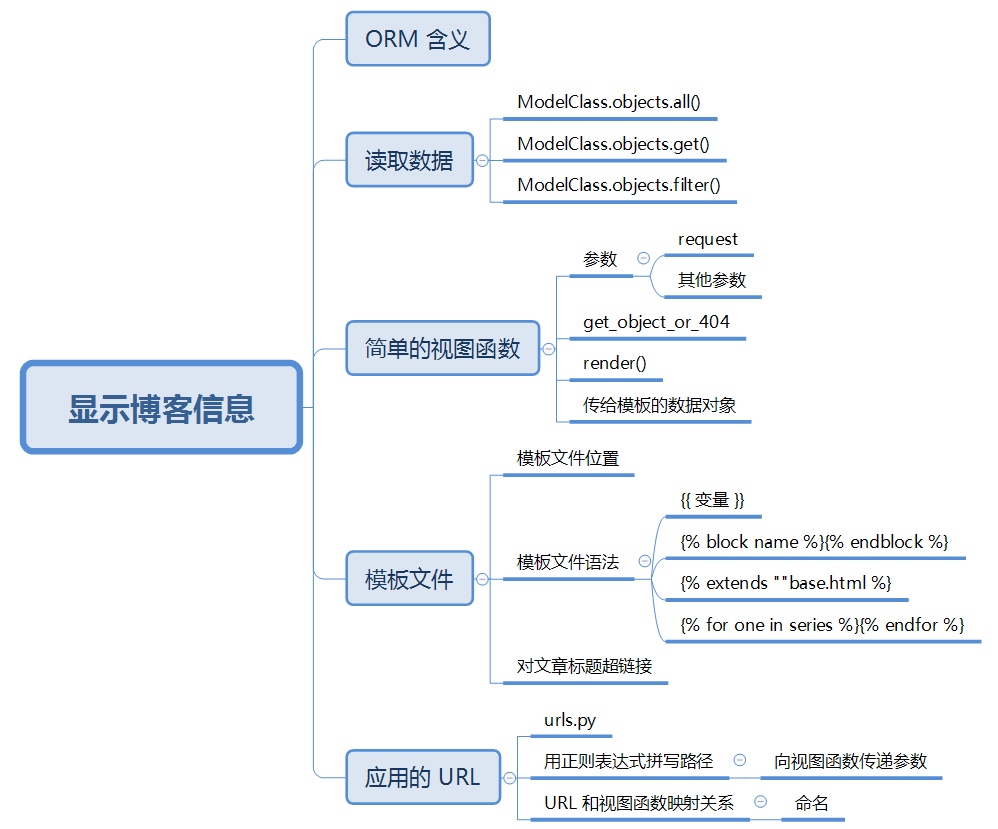 显示博客信息
ORM 含义
读取数据
ModelClass.objects.all()
ModelClass.objects.get()
ModelClass.objects.filter()
简单的视图函数
参数
request
其他参数
get_object_or_404
render()
传给模板的数据对象
模板文件
模板文件位置
模板文件语法
{{ 变量 }}
{% block name %}{% endblock %}
{% extends ""base.html %}
{% for one in series %}{% endfor %}
对文章标题超链接
应用的 URL
urls.py
用正则表达式拼写路径
向视图函数传递参数
URL 和视图函数映射关系
命名